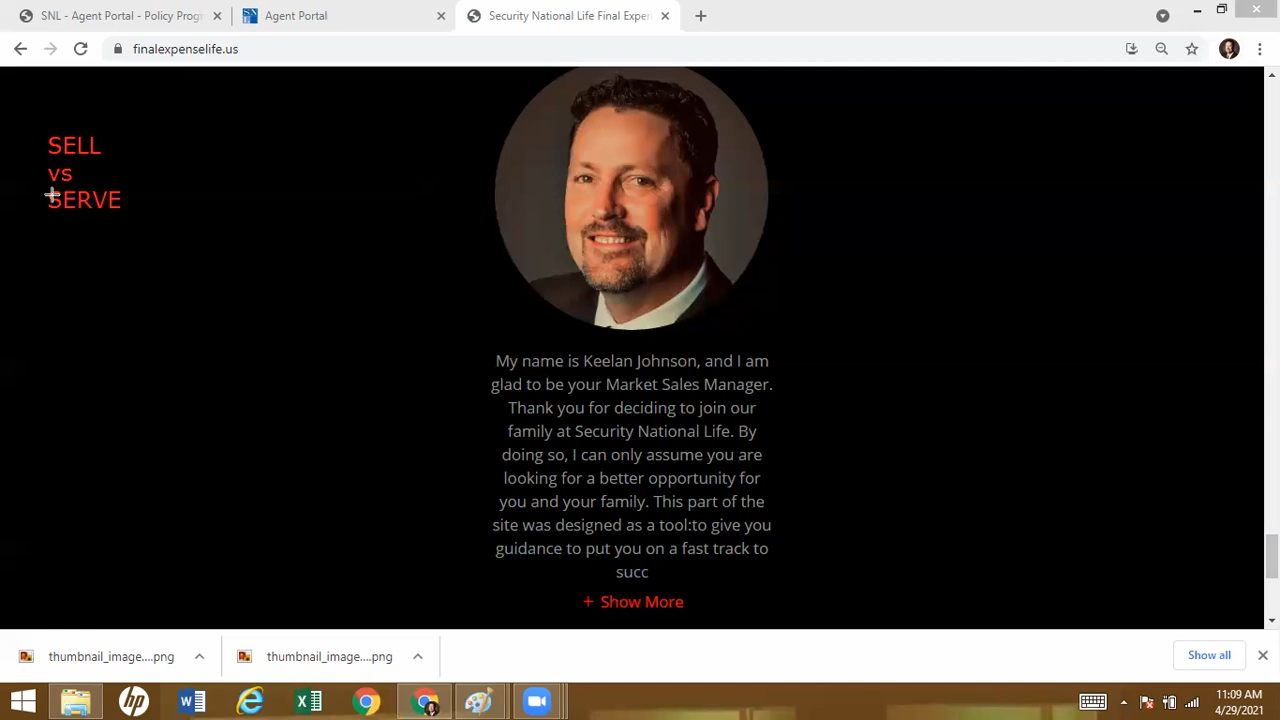 SNL - Agent Portal - Policy Progr
Agent Portal
Security National Life Final Expen
finalexpenselife.us
SELL
vs
SERVE
My name is Keelan Johnson, and I am
glad to be your Market Sales Manager.
Thank you for deciding to join our
family at Security National Life. By
doing so, I can only assume you are
looking for a better opportunity for
you and your family. This part of the
site was designed as a tool:to give you
guidance to put you on a fast track to
succ
+ Show More
thumbnail_image....png
thumbnail_image....png
Show all
11:09 AM
4/29/2021